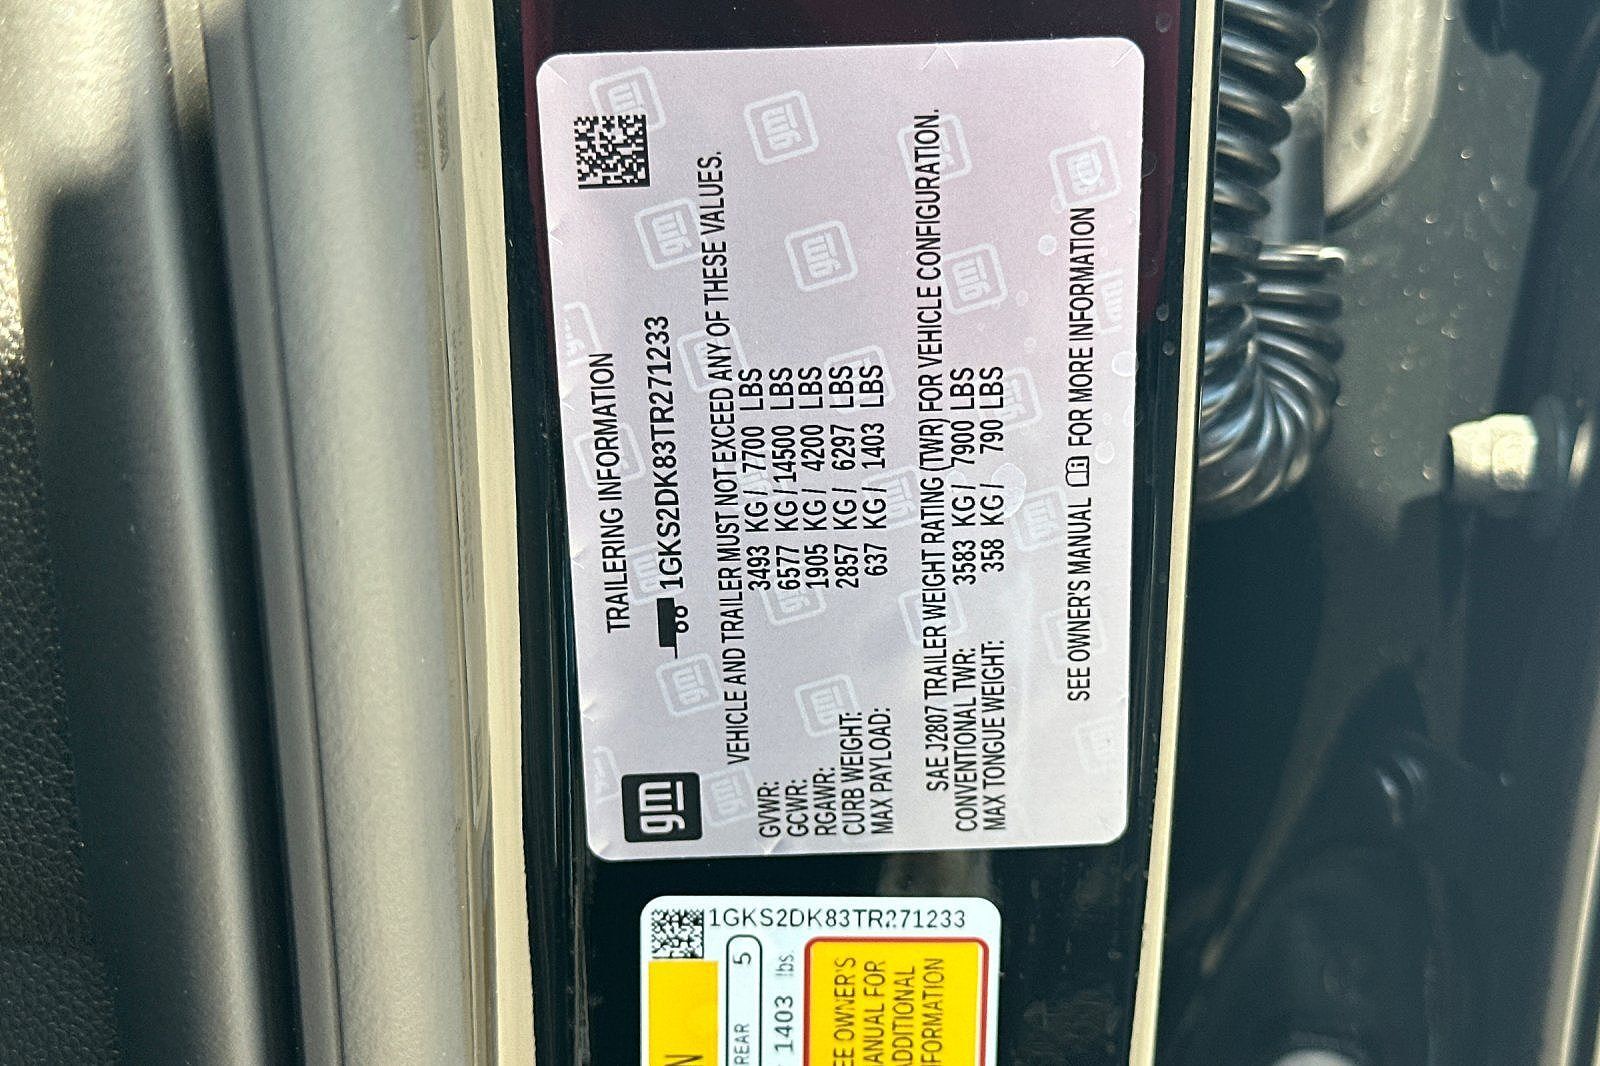 TRAILERING INFORMATION
1GKS2DK83TR271233
gm
VEHICLE AND TRAILER MUST NOT EXCEED ANY OF THESE VALUES.
GVWR: 3493 KG / 7700 LBS
GCWR: 6577 KG / 14500 LBS
RGAWR: 1905 KG / 4200 LBS
CURB WEIGHT: 2857 KG / 6297 LBS
MAX PAYLOAD: 637 KG / 1403 LBS
SAE J2807 TRAILER WEIGHT RATING (TWR) FOR VEHICLE CONFIGURATION.
CONVENTIONAL TWR: 3583 KG / 7900 LBS
MAX TONGUE WEIGHT: 358 KG / 790 LBS
SEE OWNER'S MANUAL FOR MORE INFORMATION
1GKS2DK83TR271233
REAR 5
1403 lbs.
EE OWNER'S
ANUAL FOR
ADDITIONAL
FORMATION